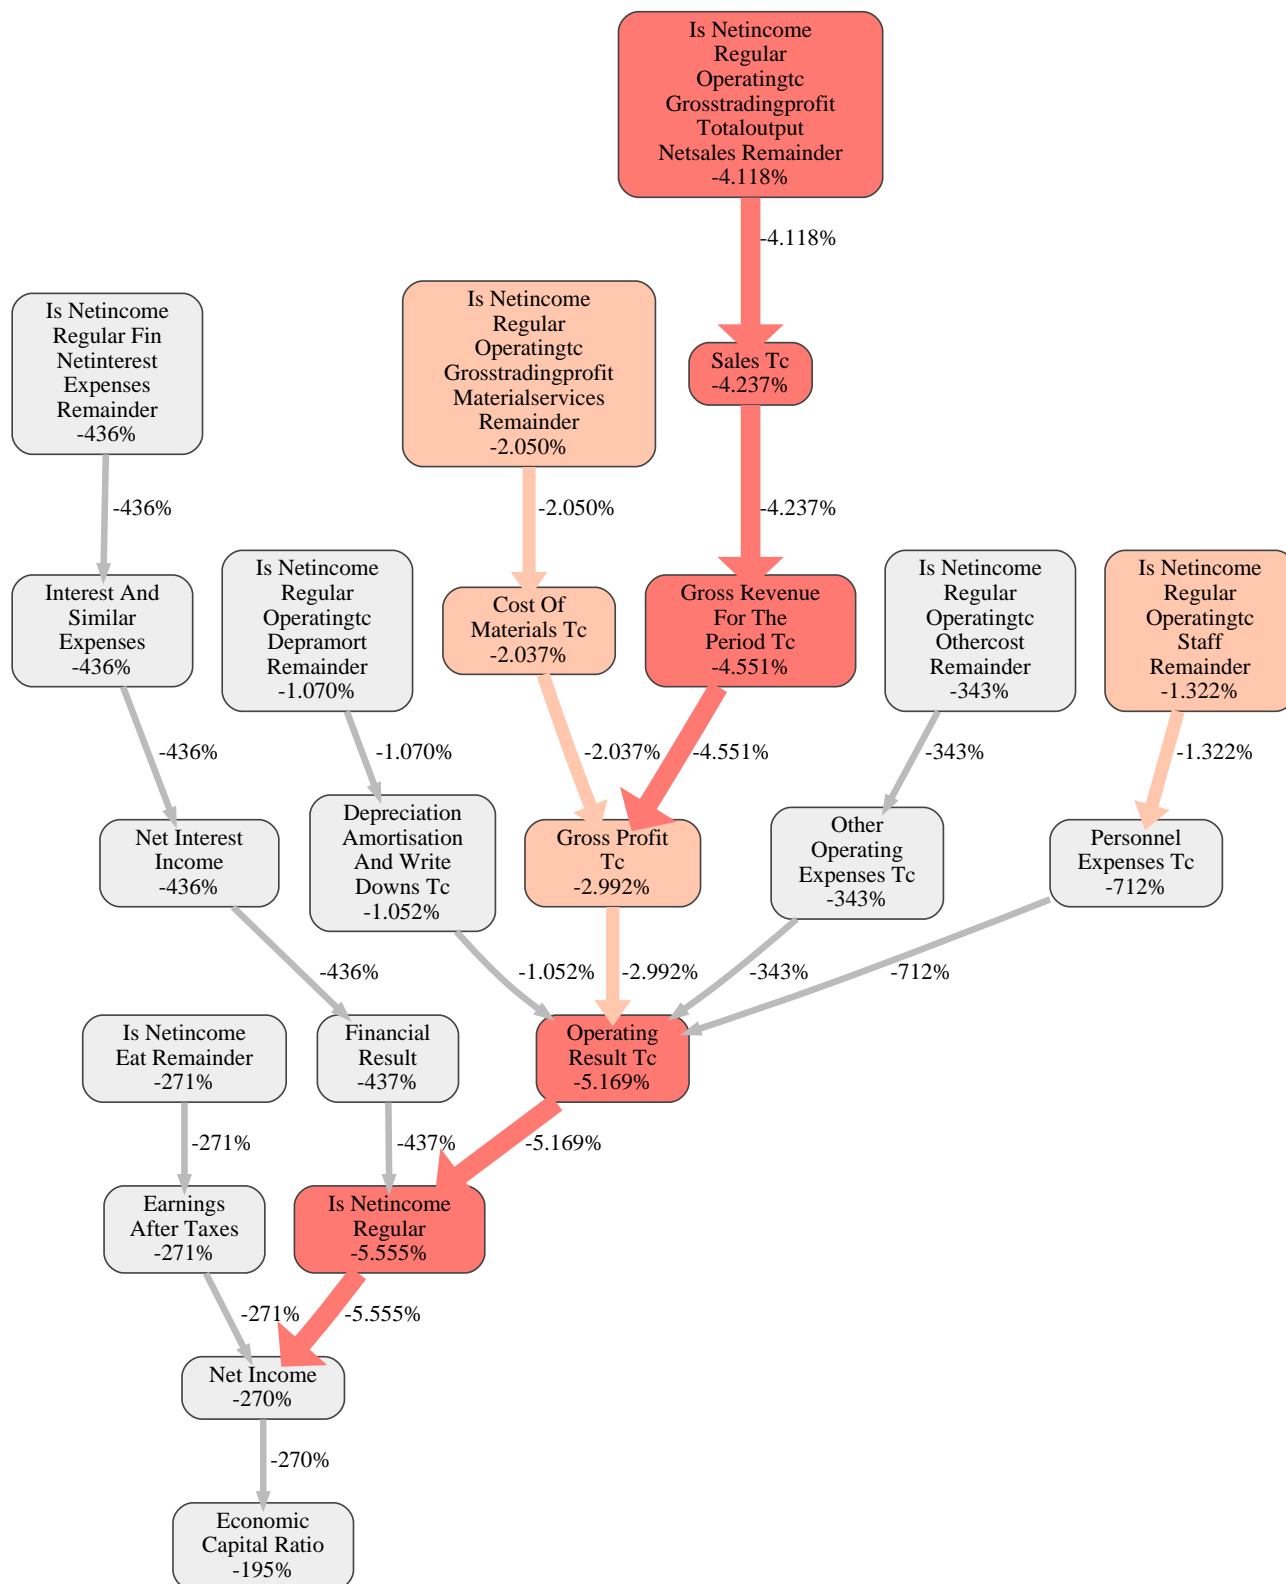 Is Netincome
Regular
Operatingtc
Grosstradingprofit
Totaloutput
Netsales Remainder
-4.118%
-4.118%
Is Netincome
Regular Fin
Netinterest
Expenses
Remainder
-436%
Is Netincome
Regular
Operatingtc
Grosstradingprofit
Materialservices
Remainder
-2.050%
Sales Tc
-4.237%
-436%
-2.050%
-4.237%
Interest And
Similar
Expenses
-436%
Is Netincome
Regular
Operatingtc
Depramort
Remainder
-1.070%
Cost Of
Materials Tc
-2.037%
Gross Revenue
For The
Period Tc
-4.551%
Is Netincome
Regular
Operatingtc
Othercost
Remainder
-343%
Is Netincome
Regular
Operatingtc
Staff
Remainder
-1.322%
-436%
-1.070%
-2.037%
-4.551%
-343%
-1.322%
Net Interest
Income
-436%
Depreciation
Amortisation
And Write
Downs Tc
-1.052%
Gross Profit
Tc
-2.992%
Other
Operating
Expenses Tc
-343%
Personnel
Expenses Tc
-712%
-436%
-1.052%
-2.992%
-343%
-712%
Is Netincome
Eat Remainder
-271%
Financial
Result
-437%
Operating
Result Tc
-5.169%
-271%
-437%
-5.169%
Earnings
After Taxes
-271%
Is Netincome
Regular
-5.555%
-271%
-5.555%
Net Income
-270%
-270%
Economic
Capital Ratio
-195%